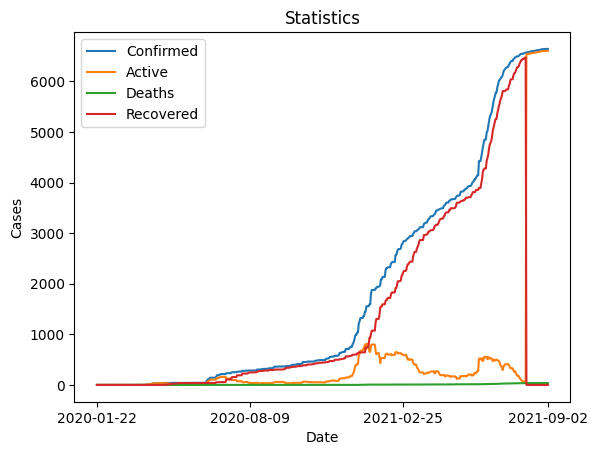 Statistics
Confirmed
Active
Deaths
Recovered
Cases
6000
5000
4000
3000
2000
1000
0
2020-01-22
2020-08-09
2021-02-25
2021-09-02
Date